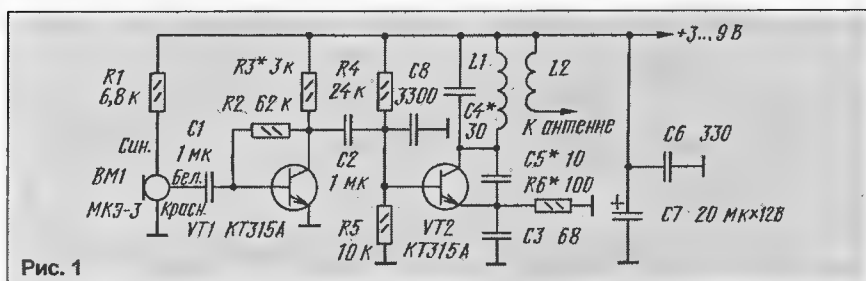 +3...9 В
R1
6,8 к
R3* 3 к
R4
24 к
C8
3300
L1
L2
R2 62 к
C4*
30
К антенне
C1
1 мк
Син.
Бел.
BM1
МКЭ-3
Красн.
VT1 КТ315А
C2
1 мк
R5
10 к
VT2
КТ315А
C5* 10
R6* 100
C3 68
C6 330
+
C7 20 мк×12В
Рис. 1